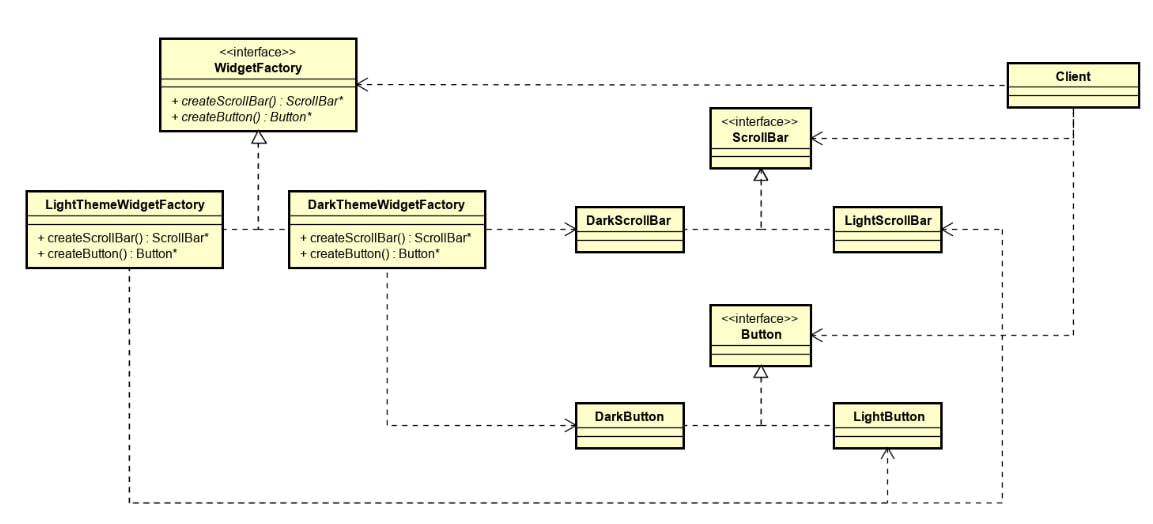 <<interface>>
WidgetFactory
+ createScrollBar() : ScrollBar*
+ createButton() : Button*
Client
<<interface>>
ScrollBar
LightThemeWidgetFactory
+ createScrollBar() : ScrollBar*
+ createButton() : Button*
DarkThemeWidgetFactory
+ createScrollBar() : ScrollBar*
+ createButton() : Button*
DarkScrollBar
LightScrollBar
<<interface>>
Button
DarkButton
LightButton